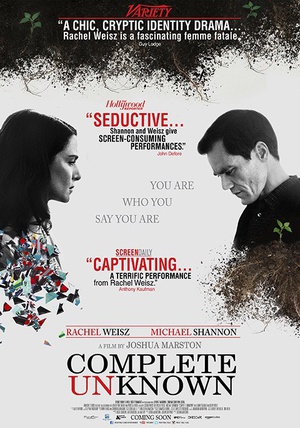 VARIETY
"A CHIC, CRYPTIC IDENTITY DRAMA...
Rachel Weisz is a fascinating femme fatale."
Guy Lodge
The Hollywood
REPORTER
"SEDUCTIVE...
Shannon and Weisz give
SCREEN-CONSUMING
PERFORMANCES."
John Defore
YOU ARE
WHO YOU
SAY YOU ARE
SCREENDAILY
"CAPTIVATING...
A TERRIFIC PERFORMANCE
from Rachel Weisz."
Anthony Kaufman
RACHEL WEISZ MICHAEL SHANNON
A FILM BY JOSHUA MARSTON
COMPLETE
UNKNOWN
COMING SOON